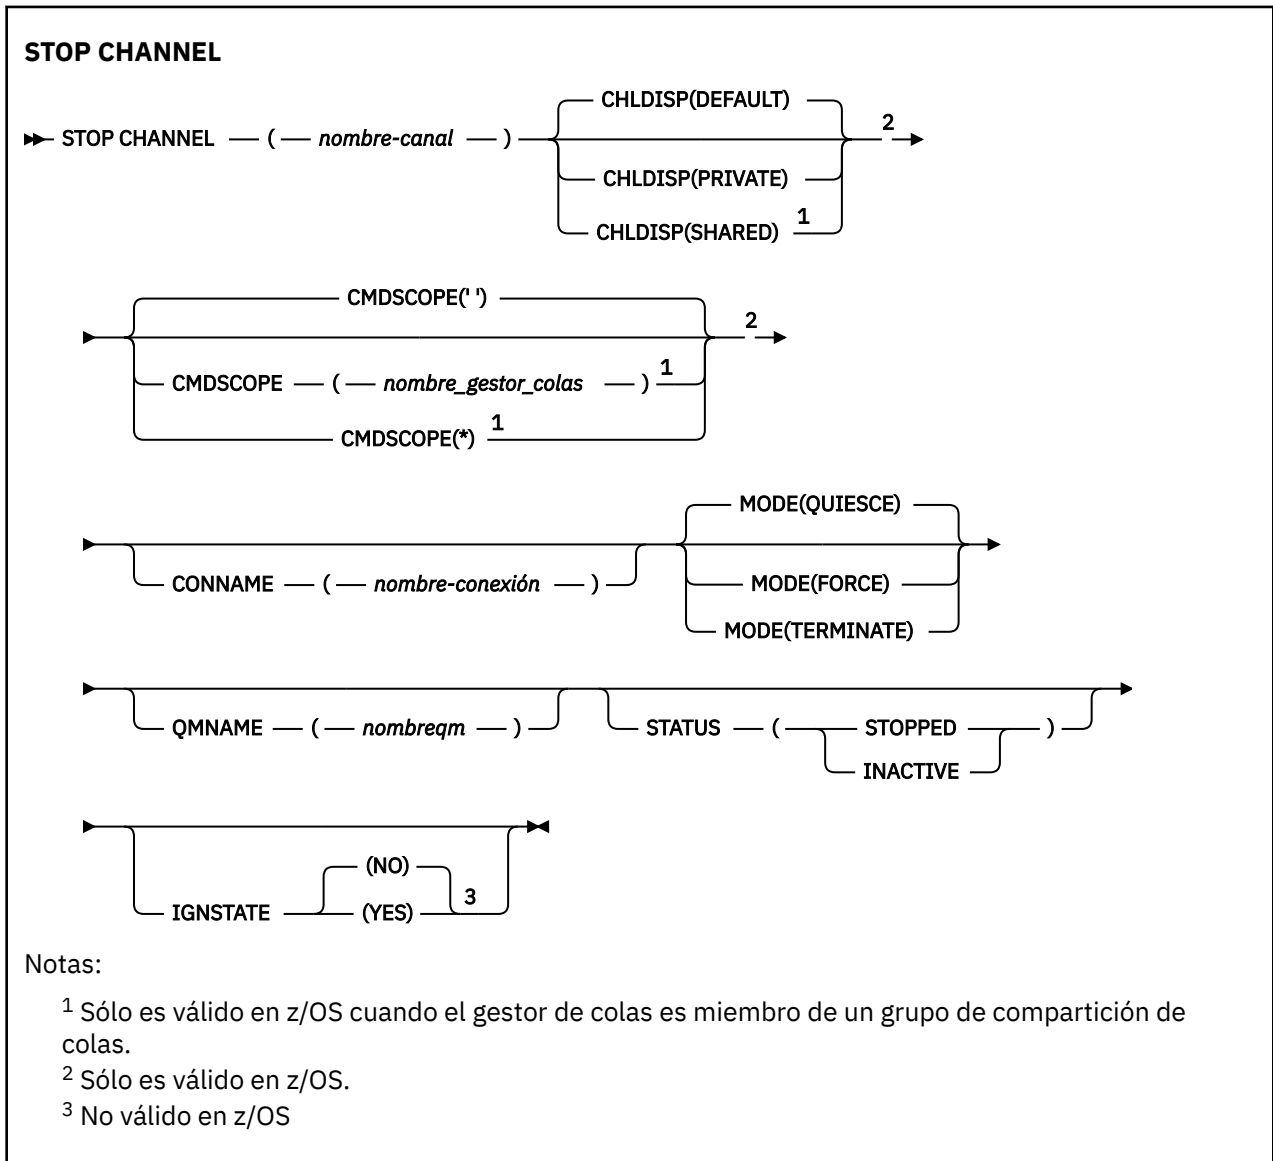 STOP CHANNEL
CHLDISP(DEFAULT)
STOP CHANNEL ( nombre-canal ) 2
CHLDISP(PRIVATE)
CHLDISP(SHARED) 1
CMDSCOPE(' ')
2
CMDSCOPE ( nombre_gestor_colas ) 1
CMDSCOPE(*) 1
MODE(QUIESCE)
CONNAME ( nombre-conexión ) MODE(FORCE)
MODE(TERMINATE)
QMNAME ( nombreqm ) STATUS ( STOPPED )
INACTIVE
(NO)
IGNSTATE (YES) 3
Notas:
1 Sólo es válido en z/OS cuando el gestor de colas es miembro de un grupo de compartición de
colas.
2 Sólo es válido en z/OS.
3 No válido en z/OS